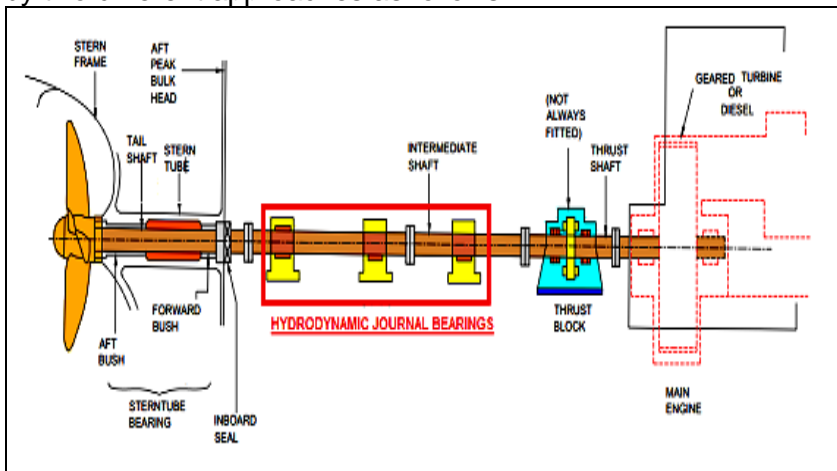 STERN
FRAME
AFT
PEAK
BULK
HEAD
TAIL
SHAFT
STERN
TUBE
INTERMEDIATE
SHAFT
(NOT
ALWAYS
FITTED)
THRUST
SHAFT
GEARED TURBINE
OR
DIESEL
FORWARD
BUSH
AFT
BUSH
STERNTUBE
BEARING
INBOARD
SEAL
HYDRODYNAMIC JOURNAL BEARINGS
THRUST
BLOCK
MAIN
ENGINE